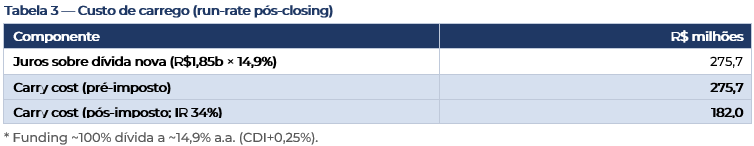 Tabela 3 — Custo de carrego (run-rate pós-closing)
Componente R$ milhões
Juros sobre dívida nova (R$1,85b × 14,9%) 275,7
Carry cost (pré-imposto) 275,7
Carry cost (pós-imposto; IR 34%) 182,0
* Funding ~100% dívida a ~14,9% a.a. (CDI+0,25%).